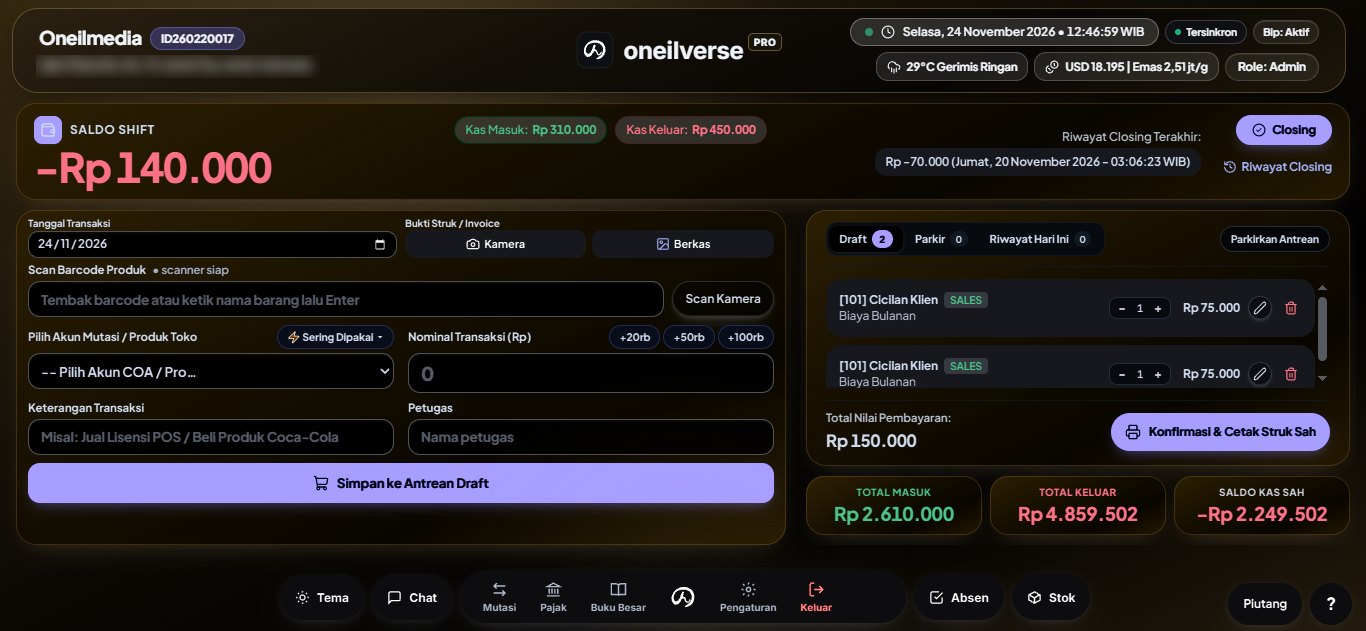 Oneilmedia ID260220017
oneilverse PRO
Selasa, 24 November 2026 • 12:46:59 WIB
Tersinkron
Bip: Aktif
29°C Gerimis Ringan
USD 18.195 | Emas 2,51 jt/g
Role: Admin
SALDO SHIFT
-Rp 140.000
Kas Masuk: Rp 310.000
Kas Keluar: Rp 450.000
Riwayat Closing Terakhir:
Rp -70.000 (Jumat, 20 November 2026 - 03:06:23 WIB)
Closing
Riwayat Closing
Tanggal Transaksi
24/11/2026
Bukti Struk / Invoice
Kamera
Berkas
Scan Barcode Produk • scanner siap
Tembak barcode atau ketik nama barang lalu Enter
Scan Kamera
Pilih Akun Mutasi / Produk Toko
Sering Dipakai
-- Pilih Akun COA / Pro...
Nominal Transaksi (Rp)
+20rb
+50rb
+100rb
0
Keterangan Transaksi
Misal: Jual Lisensi POS / Beli Produk Coca-Cola
Petugas
Nama petugas
Simpan ke Antrean Draft
Draft 2
Parkir 0
Riwayat Hari Ini 0
Parkirkan Antrean
[101] Cicilan Klien SALES
Biaya Bulanan
− 1 +
Rp 75.000
[101] Cicilan Klien SALES
Biaya Bulanan
− 1 +
Rp 75.000
Total Nilai Pembayaran:
Rp 150.000
Konfirmasi & Cetak Struk Sah
TOTAL MASUK
Rp 2.610.000
TOTAL KELUAR
Rp 4.859.502
SALDO KAS SAH
-Rp 2.249.502
Tema
Chat
Mutasi
Pajak
Buku Besar
Pengaturan
Keluar
Absen
Stok
Piutang
?